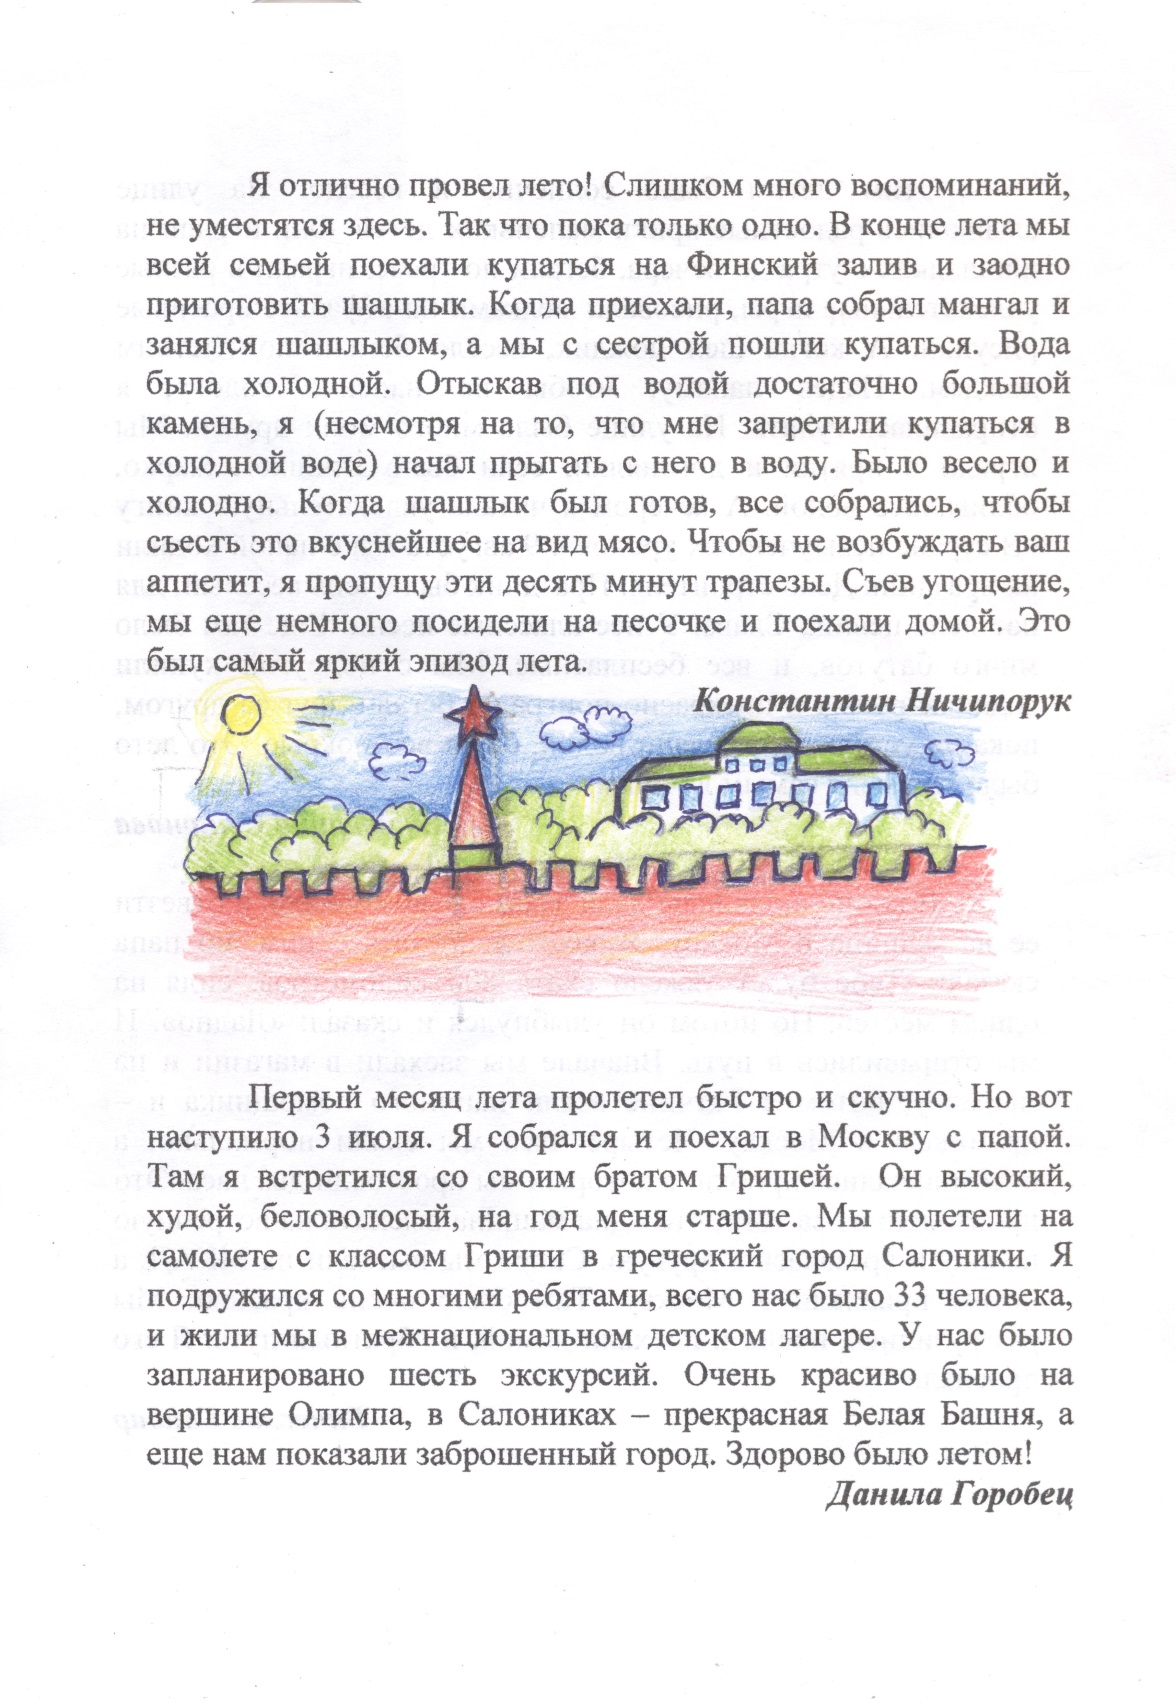 Я отлично провел лето! Слишком много воспоминаний,
не уместятся здесь. Так что пока только одно. В конце лета мы
всей семьей поехали купаться на Финский залив и заодно
приготовить шашлык. Когда приехали, папа собрал мангал и
занялся шашлыком, а мы с сестрой пошли купаться. Вода
была холодной. Отыскав под водой достаточно большой
камень, я (несмотря на то, что мне запретили купаться в
холодной воде) начал прыгать с него в воду. Было весело и
холодно. Когда шашлык был готов, все собрались, чтобы
съесть это вкуснейшее на вид мясо. Чтобы не возбуждать ваш
аппетит, я пропущу эти десять минут трапезы. Съев угощение,
мы еще немного посидели на песочке и поехали домой. Это
был самый яркий эпизод лета..
Константин Ничипорук
Первый месяц лета пролетел быстро и скучно. Но вот
наступило 3 июля. Я собрался и поехал в Москву с папой.
Там я встретился со своим братом Гришей. Он высокий,
худой, беловолосый, на год меня старше. Мы полетели на
самолете с классом Гриши в греческий город Салоники. Я
подружился со многими ребятами, всего нас было 33 человека,
и жили мы в межнациональном детском лагере. У нас было
запланировано шесть экскурсий. Очень красиво было на
вершине Олимпа, в Салониках – прекрасная Белая Башня, а
еще нам показали заброшенный город. Здорово было летом!
Данила Горобец